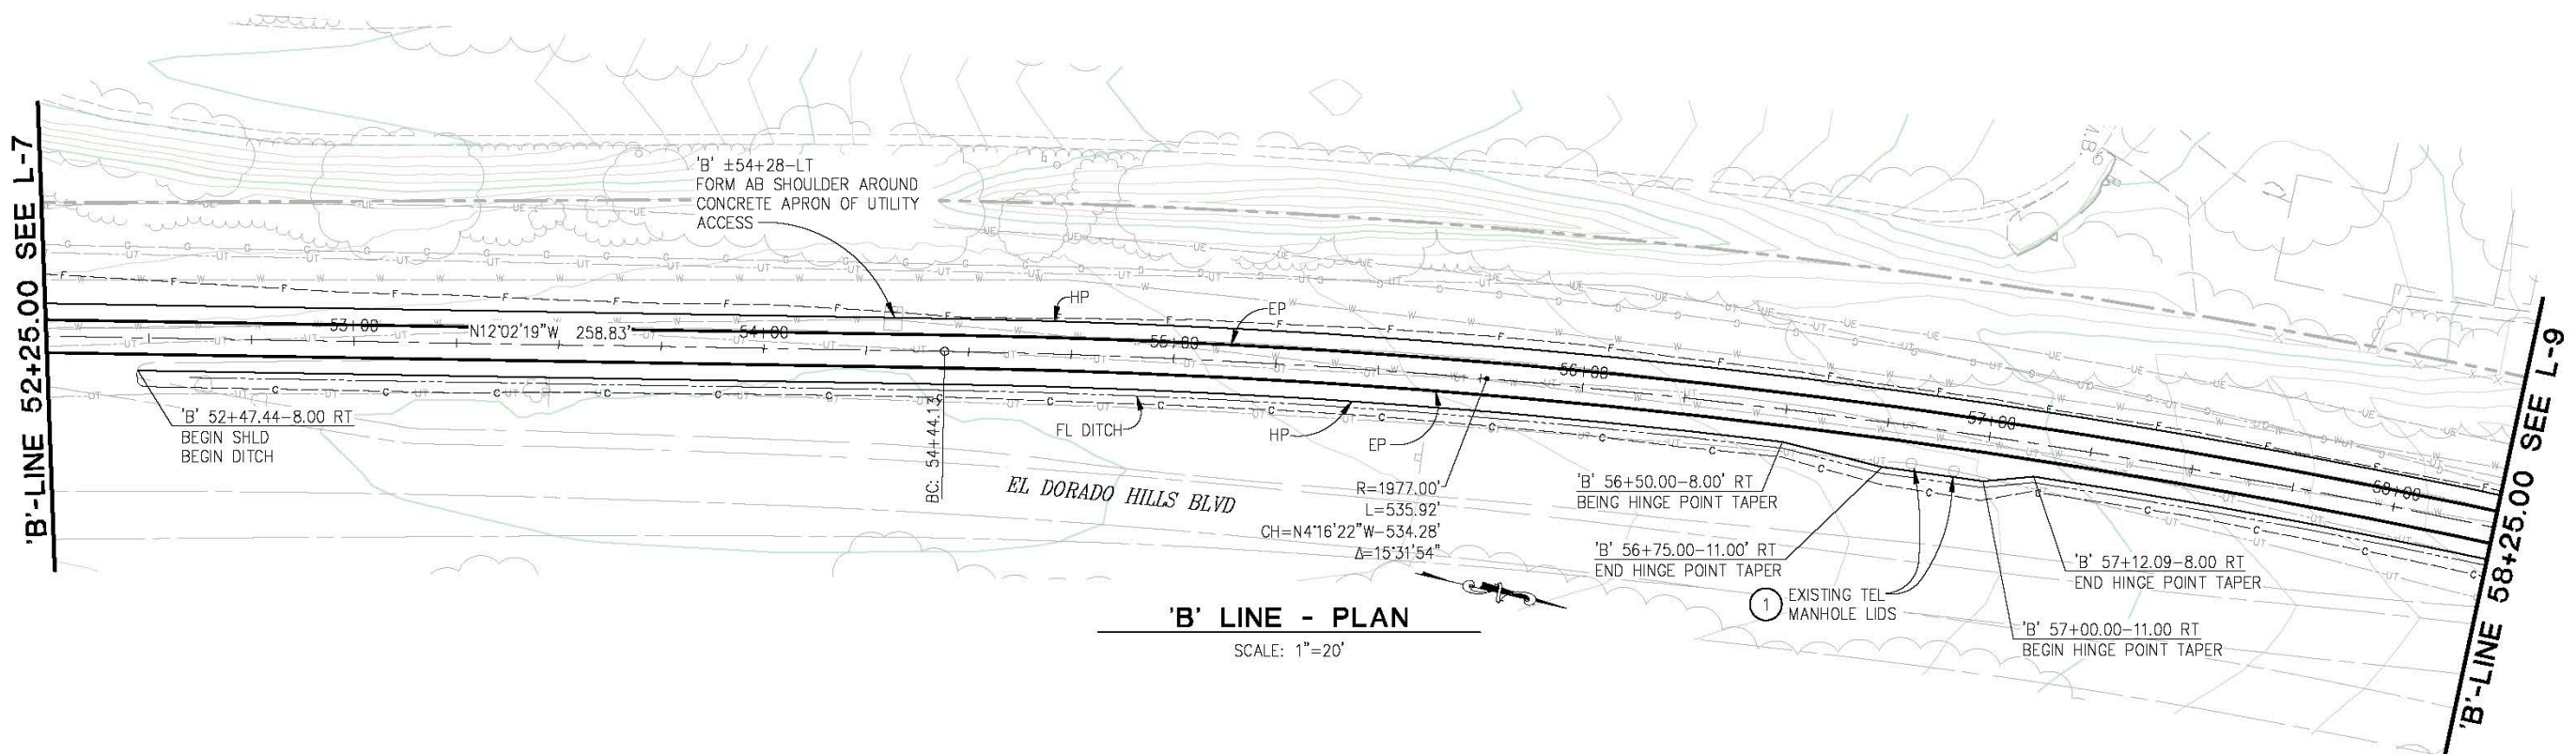 'B'-LINE 52+25.00 SEE L-7
'B' ±54+28-LT
FORM AB SHOULDER AROUND
CONCRETE APRON OF UTILITY
ACCESS
HP
EP
53+00
N12°02'19"W 258.83'
54+00
55+00
56+00
57+00
58+00
'B' 52+47.44-8.00 RT
BEGIN SHLD
BEGIN DITCH
BC: 54+44.13
FL DITCH
HP
EP
EL DORADO HILLS BLVD
R=1977.00'
L=535.92'
CH=N4°16'22"W-534.28'
Δ=15°31'54"
'B' 56+50.00-8.00' RT
BEING HINGE POINT TAPER
'B' 56+75.00-11.00' RT
END HINGE POINT TAPER
1
EXISTING TEL
MANHOLE LIDS
'B' 57+12.09-8.00 RT
END HINGE POINT TAPER
'B' 57+00.00-11.00 RT
BEGIN HINGE POINT TAPER
'B' LINE - PLAN
SCALE: 1"=20'
'B'-LINE 58+25.00 SEE L-9